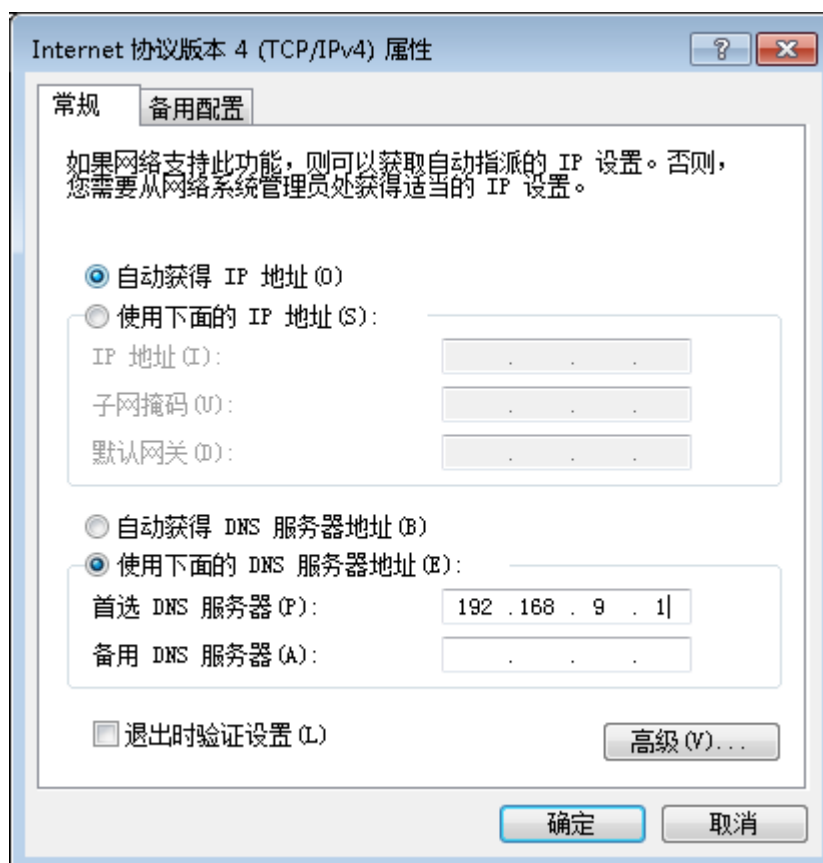 Internet 协议版本 4 (TCP/IPv4) 属性
常规
备用配置
如果网络支持此功能，则可以获取自动指派的 IP 设置。否则，
您需要从网络系统管理员处获得适当的 IP 设置。
自动获得 IP 地址(O)
使用下面的 IP 地址(S):
IP 地址(I):
子网掩码(U):
默认网关(D):
自动获得 DNS 服务器地址(B)
使用下面的 DNS 服务器地址(E):
首选 DNS 服务器(P): 192 .168 . 9 . 1
备用 DNS 服务器(A):
退出时验证设置(L)
高级(V)...
确定
取消